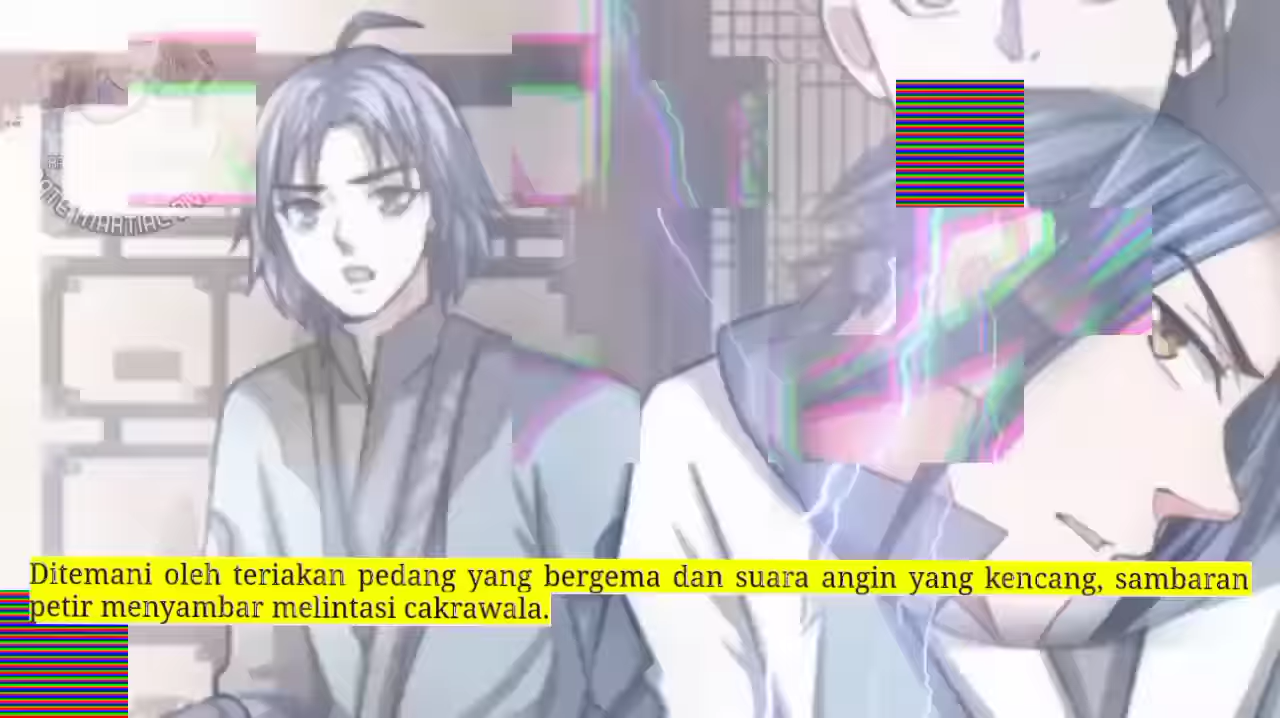 Ditemani oleh teriakan pedang yang bergema dan suara angin yang kencang, sambaran
petir menyambar melintasi cakrawala.